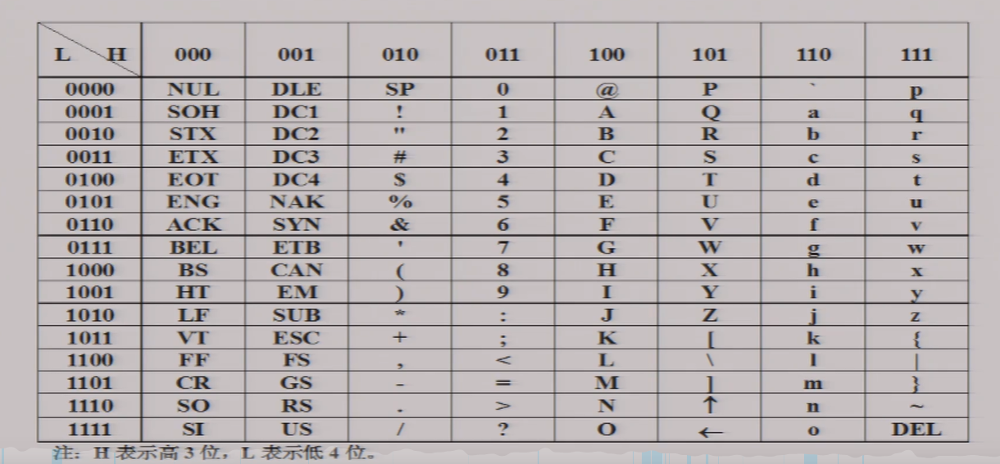 L H 000 001 010 011 100 101 110 111
0000 NUL DLE SP 0 @ P ` p
0001 SOH DC1 ! 1 A Q a q
0010 STX DC2 " 2 B R b r
0011 ETX DC3 # 3 C S c s
0100 EOT DC4 $ 4 D T d t
0101 ENG NAK % 5 E U e u
0110 ACK SYN & 6 F V f v
0111 BEL ETB ' 7 G W g w
1000 BS CAN ( 8 H X h x
1001 HT EM ) 9 I Y i y
1010 LF SUB * : J Z j z
1011 VT ESC + ; K [ k {
1100 FF FS , < L \ l |
1101 CR GS - = M ] m }
1110 SO RS . > N ↑ n ~
1111 SI US / ? O ← o DEL
注：H 表示高 3 位，L 表示低 4 位。